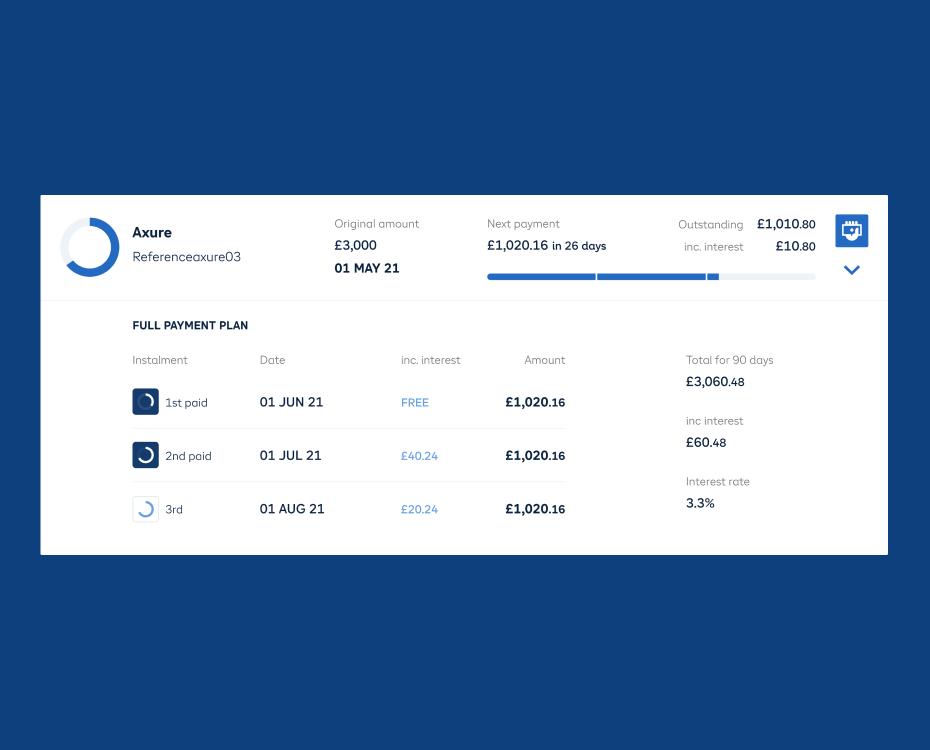 Axure
Referenceaxure03
Original amount
£3,000
01 MAY 21
Next payment
£1,020.16 in 26 days
Outstanding £1,010.80
inc. interest £10.80
FULL PAYMENT PLAN
Instalment Date inc. interest Amount
1st paid 01 JUN 21 FREE £1,020.16
2nd paid 01 JUL 21 £40.24 £1,020.16
3rd 01 AUG 21 £20.24 £1,020.16
Total for 90 days
£3,060.48
inc interest
£60.48
Interest rate
3.3%